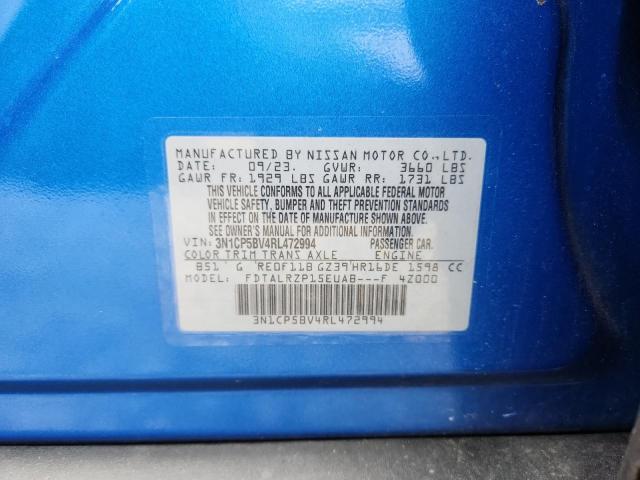 MANUFACTURED BY NISSAN MOTOR CO., LTD.
DATE: 09/23. GVWR: 3660 LBS
GAWR FR: 1929 LBS GAWR RR: 1731 LBS
THIS VEHICLE CONFORMS TO ALL APPLICABLE FEDERAL MOTOR
VEHICLE SAFETY, BUMPER AND THEFT PREVENTION STANDARDS
IN EFFECT ON THE DATE OF MANUFACTURE SHOWN ABOVE.
SEE OWNER'S MANUAL FOR FURTHER INFORMATION.
VIN: 3N1CP5BV4RL472994 PASSENGER CAR.
COLOR TRIM TRANS AXLE ENGINE
B51 G RE0F11B GZ39 HR16DE 1598 CC
MODEL: FDTALRZP15EUAB---F 4Z000
3N1CP5BV4RL472994